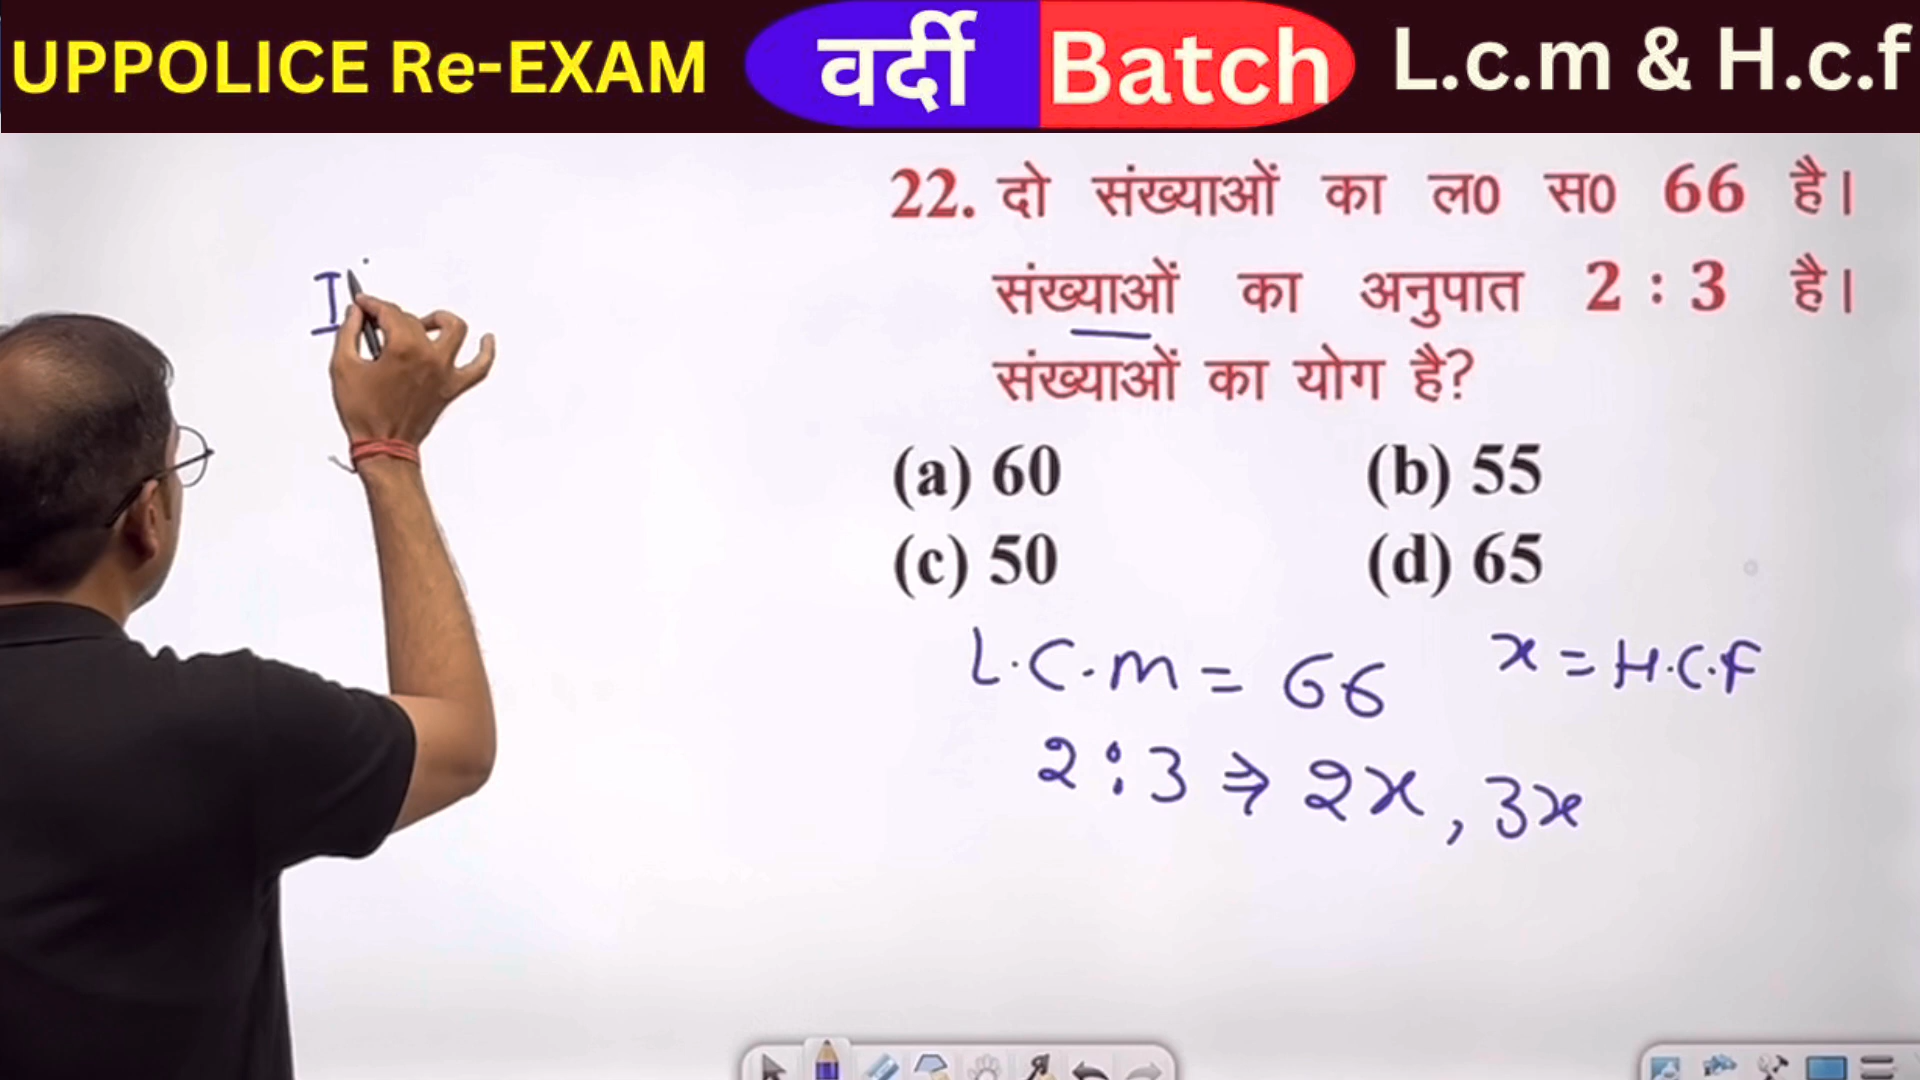 UPPOLICE Re-EXAM वर्दी Batch L.c.m & H.c.f
22. दो संख्याओं का ल0 स0 66 है।
संख्याओं का अनुपात 2 : 3 है।
संख्याओं का योग है?
(a) 60 (b) 55
(c) 50 (d) 65
L.C.M = 66 x = H.C.F
2 : 3 ⇒ 2x, 3x
I